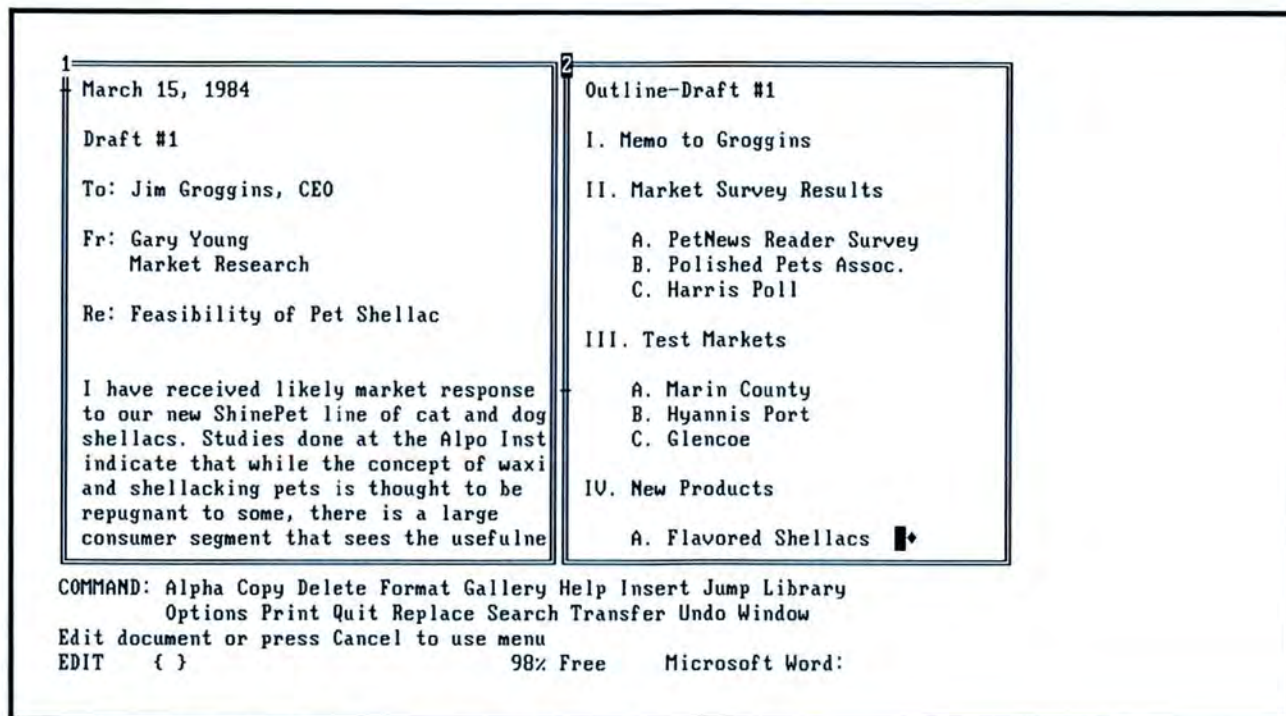 1
March 15, 1984
Draft #1
To: Jim Groggins, CEO
Fr: Gary Young
Market Research
Re: Feasibility of Pet Shellac
I have received likely market response
to our new ShinePet line of cat and dog
shellacs. Studies done at the Alpo Inst
indicate that while the concept of waxi
and shellacking pets is thought to be
repugnant to some, there is a large
consumer segment that sees the usefulne
2
Outline-Draft #1
I. Memo to Groggins
II. Market Survey Results
A. PetNews Reader Survey
B. Polished Pets Assoc.
C. Harris Poll
III. Test Markets
A. Marin County
B. Hyannis Port
C. Glencoe
IV. New Products
A. Flavored Shellacs
COMMAND: Alpha Copy Delete Format Gallery Help Insert Jump Library
Options Print Quit Replace Search Transfer Undo Window
Edit document or press Cancel to use menu
EDIT { } 98% Free Microsoft Word: